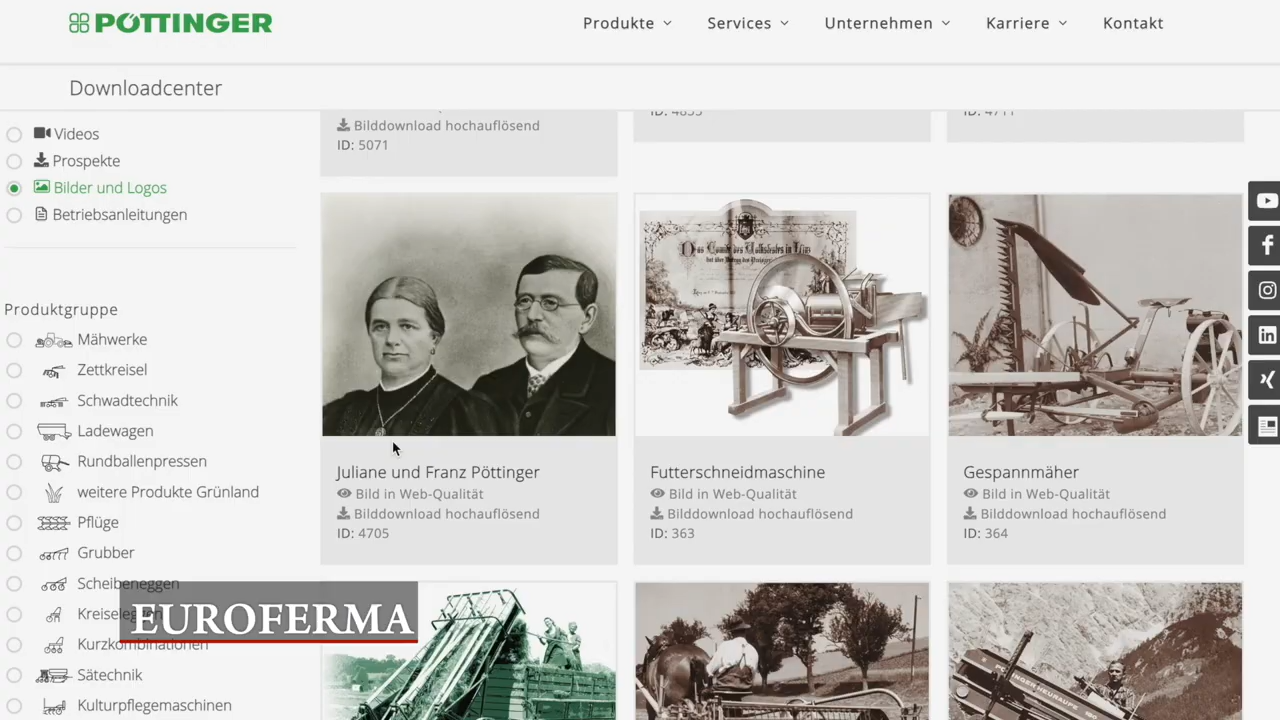 PÖTTINGER
Produkte
Services
Unternehmen
Karriere
Kontakt
Downloadcenter
Videos
Prospekte
Bilder und Logos
Betriebsanleitungen
Produktgruppe
Mähwerke
Zettkreisel
Schwadtechnik
Ladewagen
Rundballenpressen
weitere Produkte Grünland
Pflüge
Grubber
Scheibeneggen
Kurzkombinationen
Sätechnik
Kulturpflegemaschinen
Bilddownload hochauflösend
ID: 5071
Juliane und Franz Pöttinger
Bild in Web-Qualität
Bilddownload hochauflösend
ID: 4705
Futterschneidmaschine
Bild in Web-Qualität
Bilddownload hochauflösend
ID: 363
Gespannmäher
Bild in Web-Qualität
Bilddownload hochauflösend
ID: 364
EUROFERMA